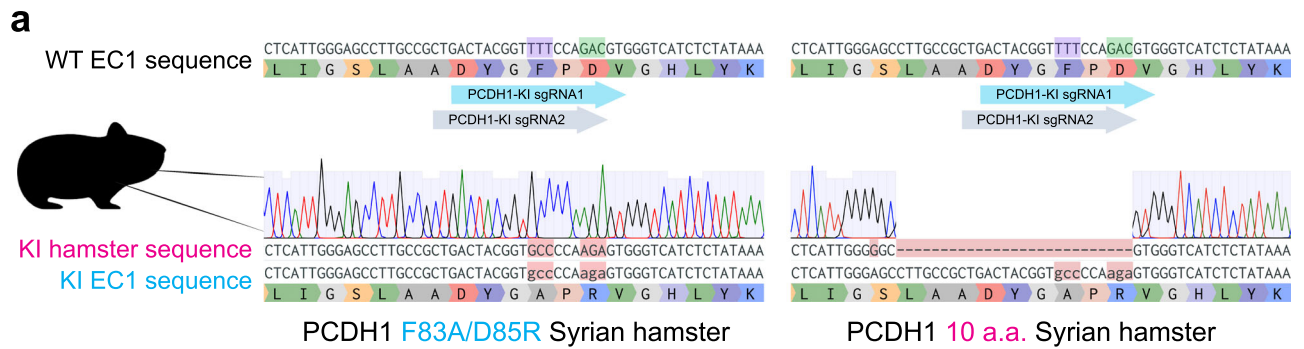 a
WT EC1 sequence
CTCATTGGGAGCCTTGCCGCTGACTACGGTTTTCCAGACGTGGGTCATCTCTATAAA
L I G S L A A D Y G F P D V G H L Y K
PCDH1-KI sgRNA1
PCDH1-KI sgRNA2
CTCATTGGGAGCCTTGCCGCTGACTACGGTTTTCCAGACGTGGGTCATCTCTATAAA
L I G S L A A D Y G F P D V G H L Y K
PCDH1-KI sgRNA1
PCDH1-KI sgRNA2
KI hamster sequence
CTCATTGGGAGCCTTGCCGCTGACTACGGTGCCCCAAGAGTGGGTCATCTCTATAAA
KI EC1 sequence
CTCATTGGGAGCCTTGCCGCTGACTACGGTgccCCAagaGTGGGTCATCTCTATAAA
L I G S L A A D Y G A P R V G H L Y K
PCDH1 F83A/D85R Syrian hamster
CTCATTGGGGGC---------------------------GTGGGTCATCTCTATAAA
CTCATTGGGAGCCTTGCCGCTGACTACGGTgccCCAagaGTGGGTCATCTCTATAAA
L I G S L A A D Y G A P R V G H L Y K
PCDH1 10 a.a. Syrian hamster